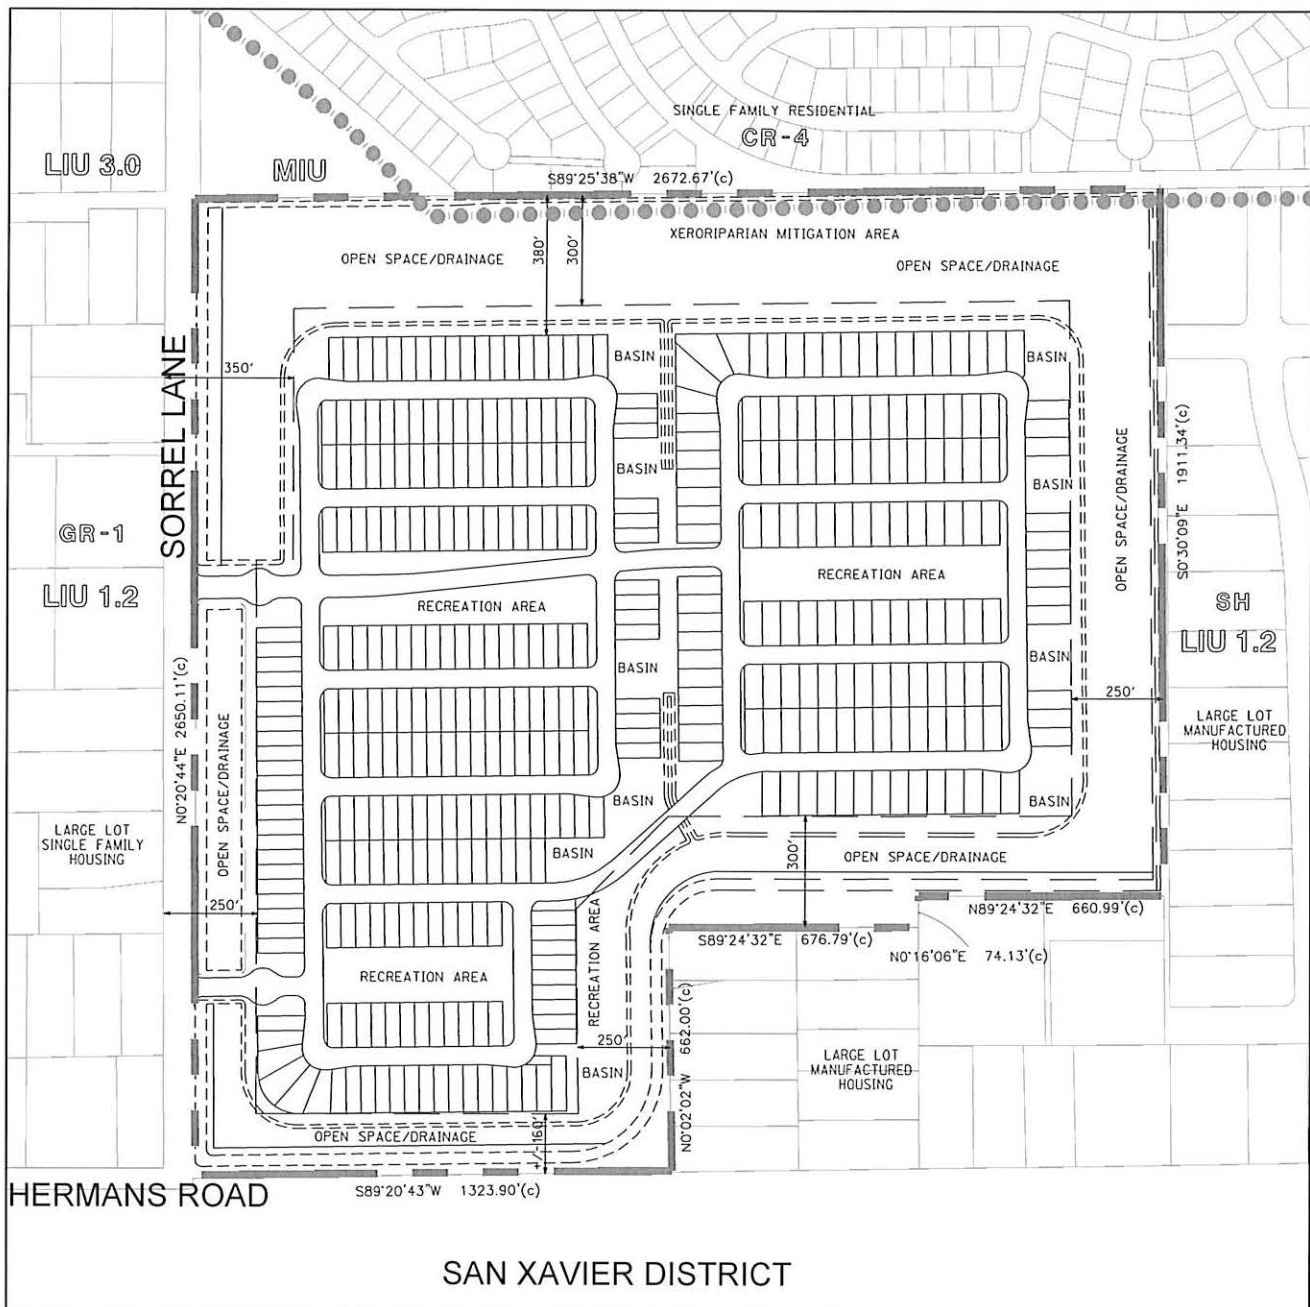 SINGLE FAMILY RESIDENTIAL
CR-4
LIU 3.0
MIU
S89°25'38"W 2672.67'(c)
XERORIPARIAN MITIGATION AREA
OPEN SPACE/DRAINAGE
380'
300'
OPEN SPACE/DRAINAGE
SORREL LANE
350'
BASIN
BASIN
BASIN
BASIN
OPEN SPACE/DRAINAGE
S0°30'09"E 1911.34'(c)
GR-1
LIU 1.2
RECREATION AREA
RECREATION AREA
SH
LIU 1.2
N0°20'44"E 2650.11'(c)
BASIN
BASIN
250'
OPEN SPACE/DRAINAGE
LARGE LOT
MANUFACTURED
HOUSING
BASIN
BASIN
LARGE LOT
SINGLE FAMILY
HOUSING
BASIN
300'
OPEN SPACE/DRAINAGE
250'
RECREATION AREA
N89°24'32"E 660.99'(c)
S89°24'32"E 676.79'(c)
N0°16'06"E 74.13'(c)
RECREATION AREA
N0°02'02"W 662.00'(c)
250'
BASIN
LARGE LOT
MANUFACTURED
HOUSING
OPEN SPACE/DRAINAGE
+/-160'
S89°20'43"W 1323.90'(c)
HERMANS ROAD
SAN XAVIER DISTRICT